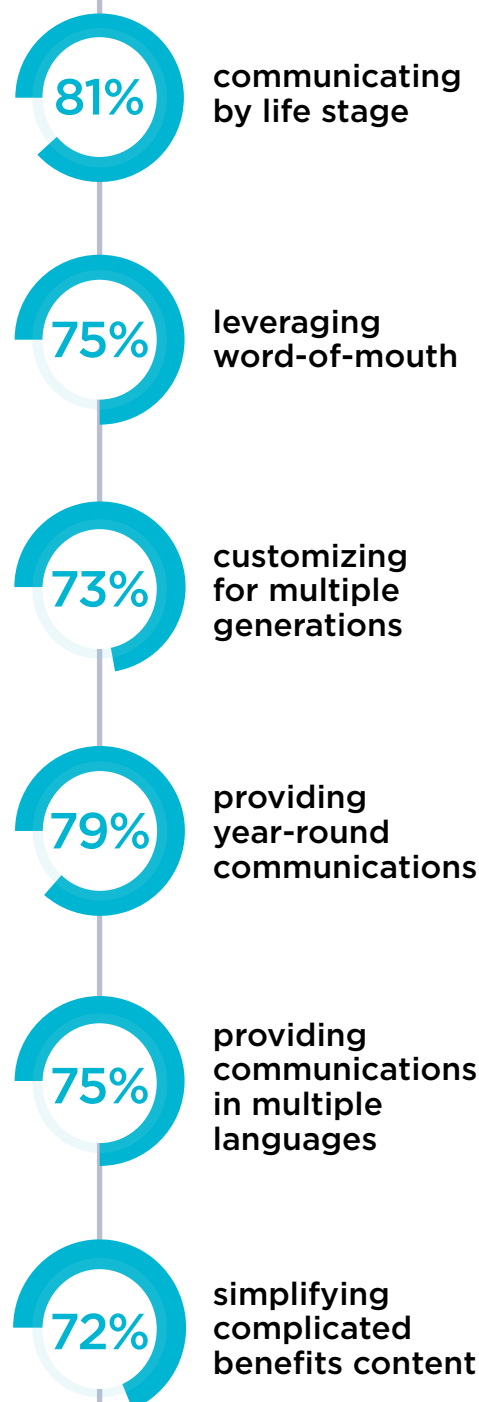 81%
communicating
by life stage
75%
leveraging
word-of-mouth
73%
customizing
for multiple
generations
79%
providing
year-round
communications
75%
providing
communications
in multiple
languages
72%
simplifying
complicated
benefits content